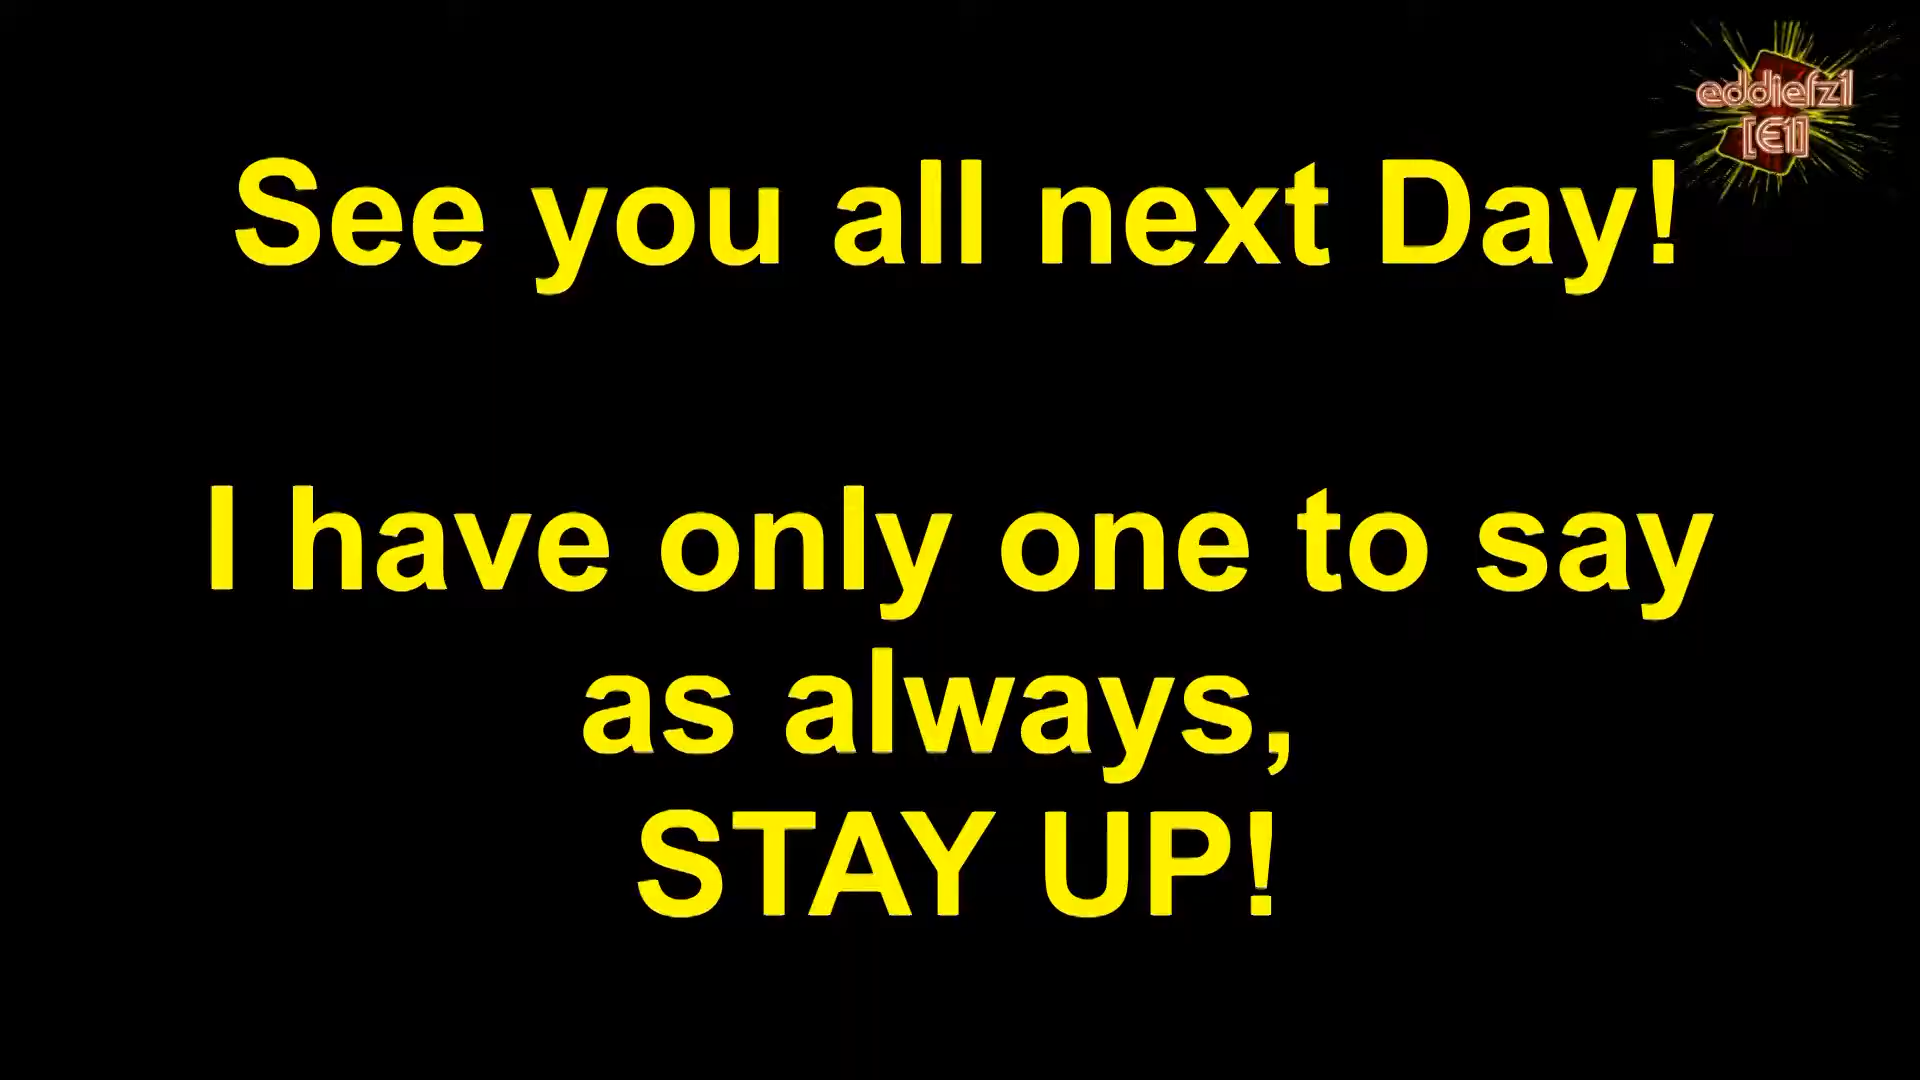 eddiefz1
[E1]
See you all next Day!
I have only one to say
as always,
STAY UP!